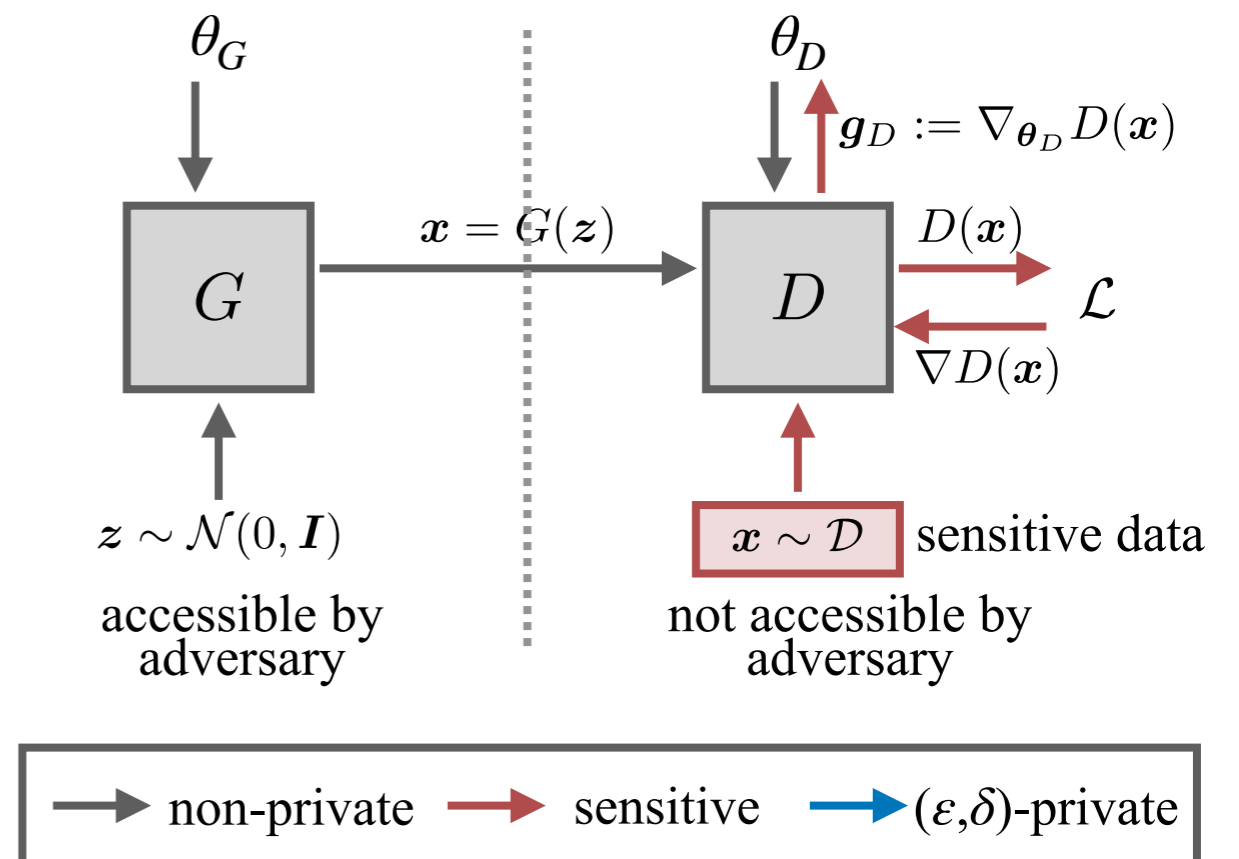 θ_G
θ_D
g_D := ∇_{θ_D} D(x)
x = G(z)
D(x)
G
D
ℒ
∇D(x)
z ∼ 𝒩(0, I)
x ∼ 𝒟
sensitive data
accessible by
adversary
not accessible by
adversary
non-private
sensitive
(ε,δ)-private